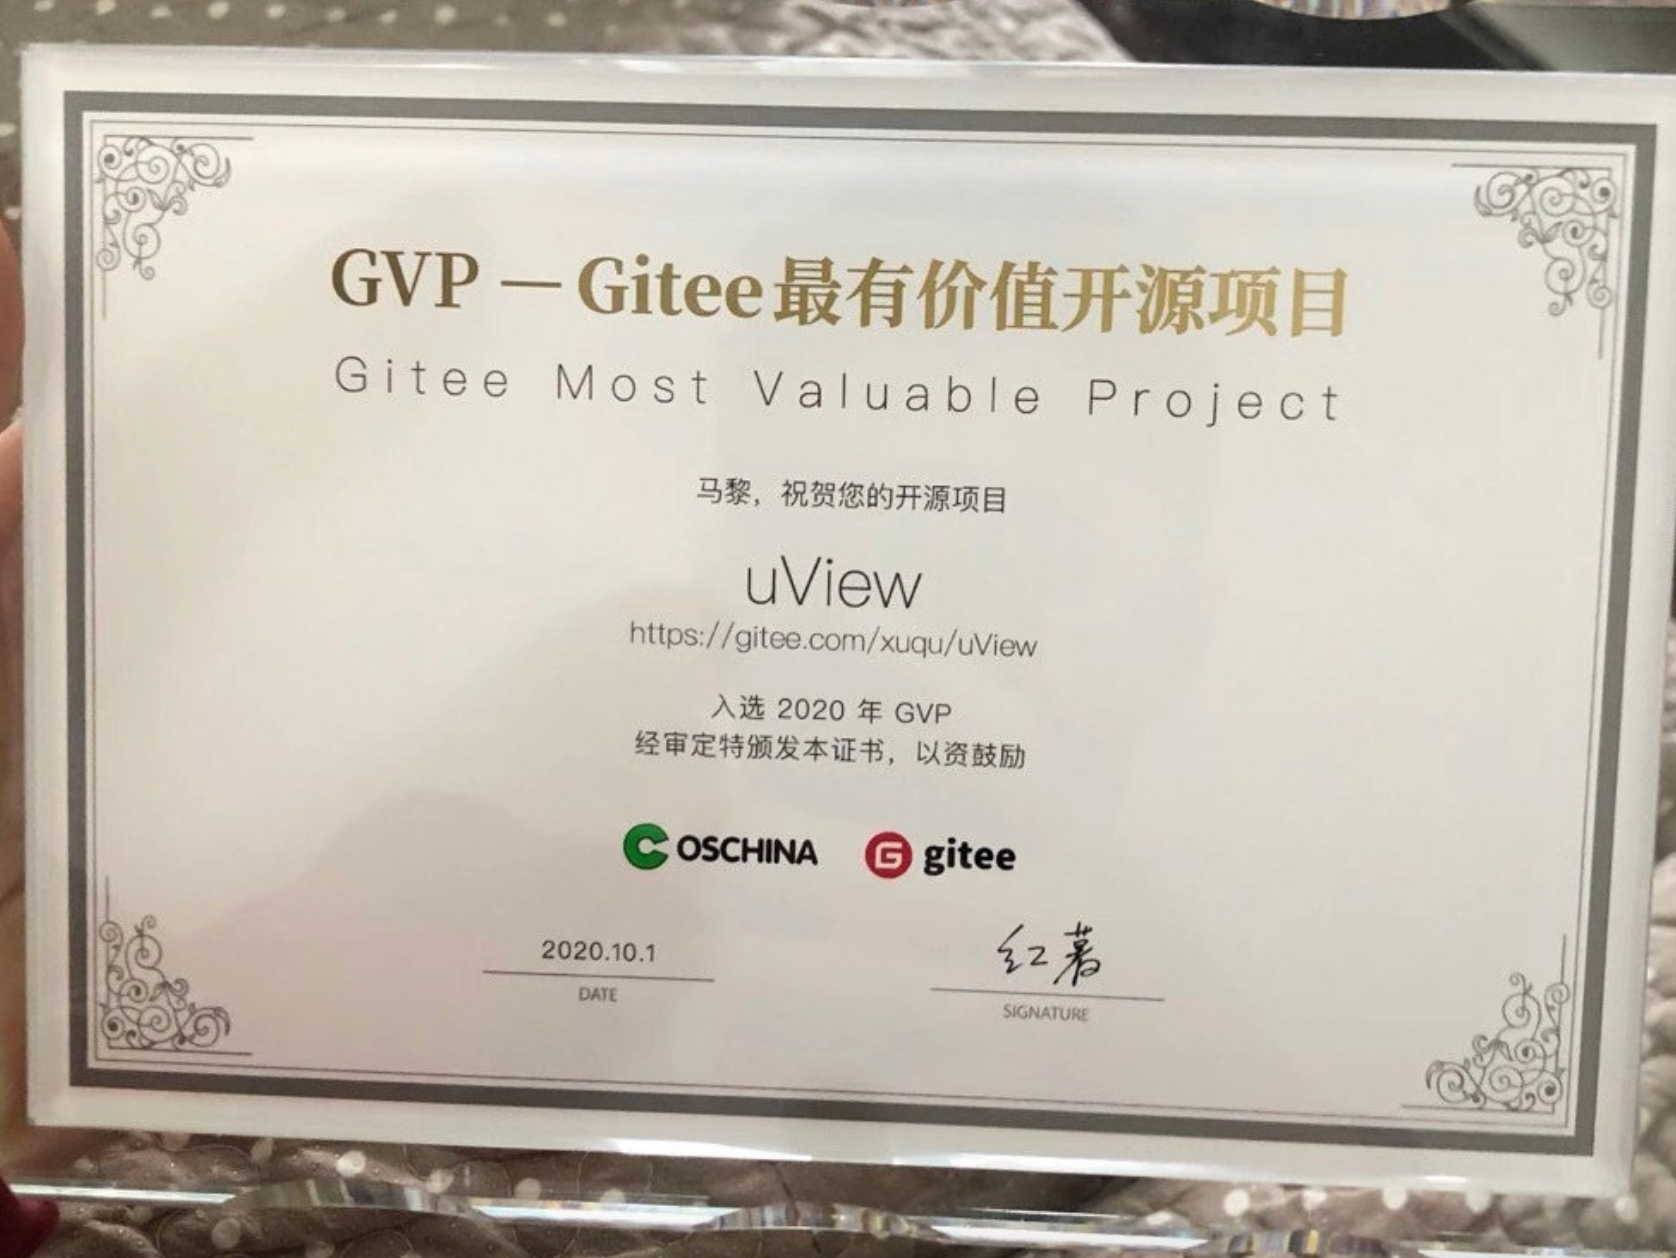 GVP — Gitee最有价值开源项目
Gitee Most Valuable Project
马黎，祝贺您的开源项目
uView
https://gitee.com/xuqu/uView
入选 2020 年 GVP
经审定特颁发本证书，以资鼓励
OSCHINA gitee
2020.10.1 红薯
DATE SIGNATURE